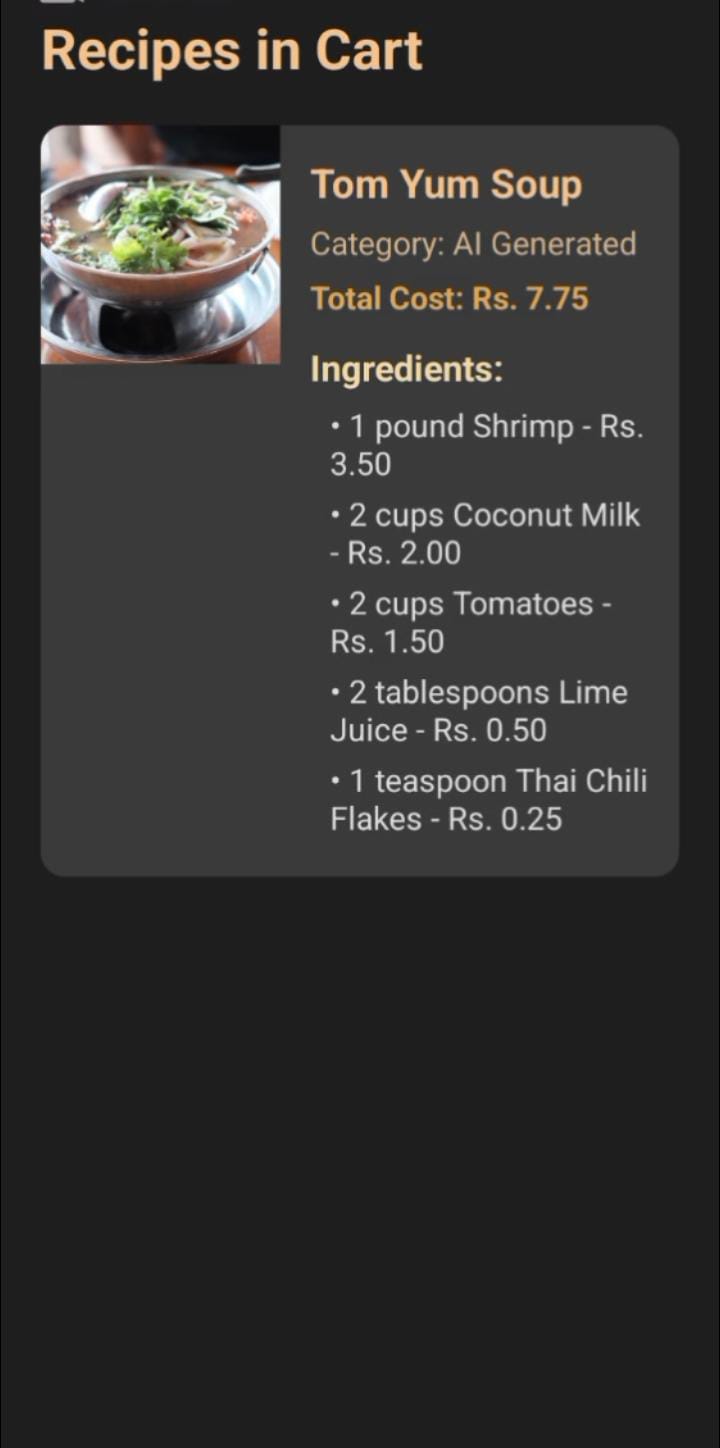 Recipes in Cart
Tom Yum Soup
Category: AI Generated
Total Cost: Rs. 7.75
Ingredients:
• 1 pound Shrimp - Rs.
3.50
• 2 cups Coconut Milk
- Rs. 2.00
• 2 cups Tomatoes -
Rs. 1.50
• 2 tablespoons Lime
Juice - Rs. 0.50
• 1 teaspoon Thai Chili
Flakes - Rs. 0.25